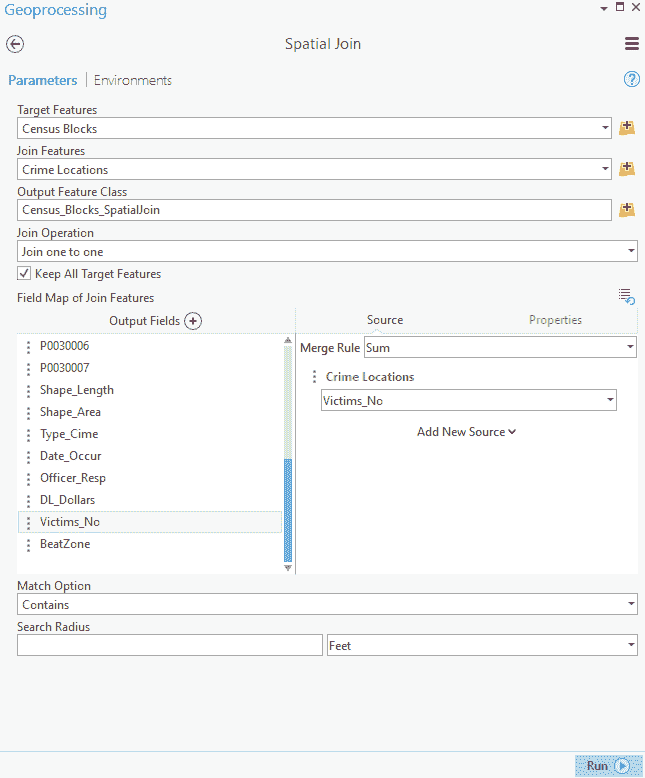 Geoprocessing
Spatial Join
Parameters | Environments
Target Features
Census Blocks
Join Features
Crime Locations
Output Feature Class
Census_Blocks_SpatialJoin
Join Operation
Join one to one
Keep All Target Features
Field Map of Join Features
Output Fields
Source
Properties
P0030006
P0030007
Shape_Length
Shape_Area
Type_Cime
Date_Occur
Officer_Resp
DL_Dollars
Victims_No
BeatZone
Merge Rule Sum
Crime Locations
Victims_No
Add New Source
Match Option
Contains
Search Radius
Feet
Run